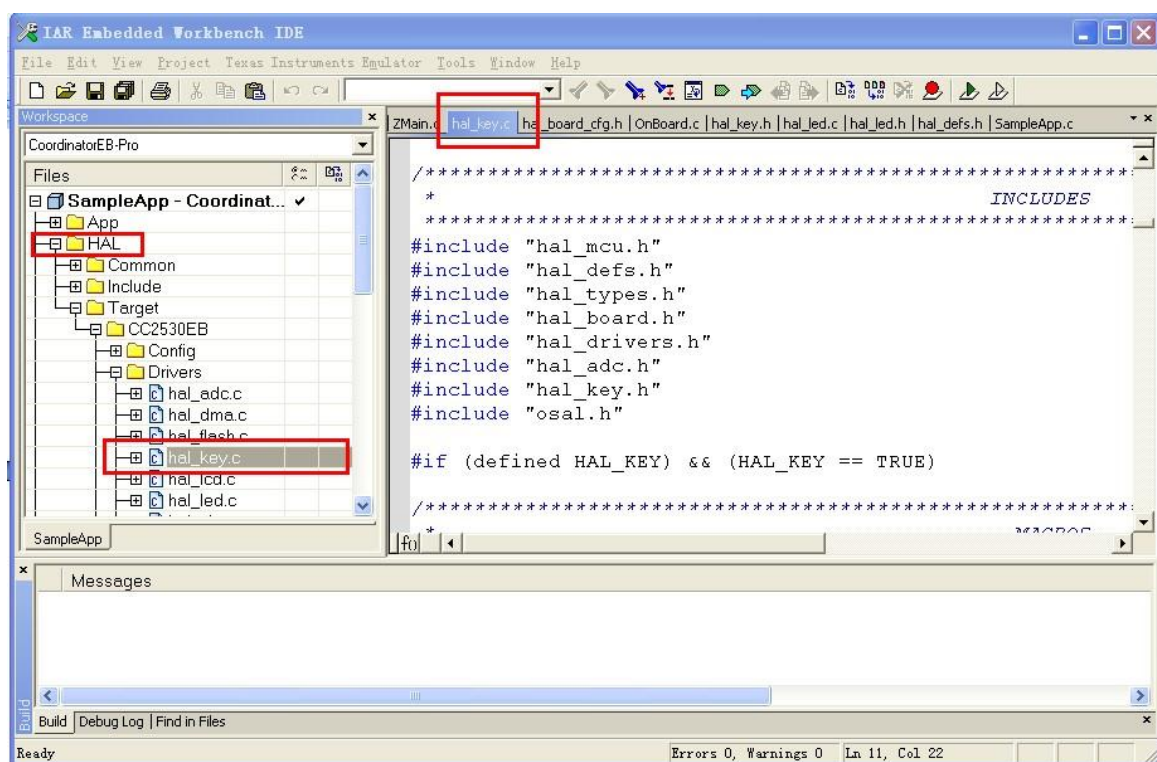 IAR Embedded Workbench IDE
File Edit View Project Texas Instruments Emulator Tools Window Help
Workspace
CoordinatorEB-Pro
Files
SampleApp - Coordinat...
App
HAL
Common
Include
Target
CC2530EB
Config
Drivers
hal_adc.c
hal_dma.c
hal_flash.c
hal_key.c
hal_lcd.c
hal_led.c
SampleApp
ZMain.c hal_key.c hal_board_cfg.h | OnBoard.c | hal_key.h | hal_led.c | hal_led.h | hal_defs.h | SampleApp.c
/*****************************************************
* INCLUDES
*****************************************************
#include "hal_mcu.h"
#include "hal_defs.h"
#include "hal_types.h"
#include "hal_board.h"
#include "hal_drivers.h"
#include "hal_adc.h"
#include "hal_key.h"
#include "osal.h"
#if (defined HAL_KEY) && (HAL_KEY == TRUE)
/*****************************************************
* MACROS
f()
Messages
Build
Build Debug Log | Find in Files
Ready Errors 0, Warnings 0 Ln 11, Col 22